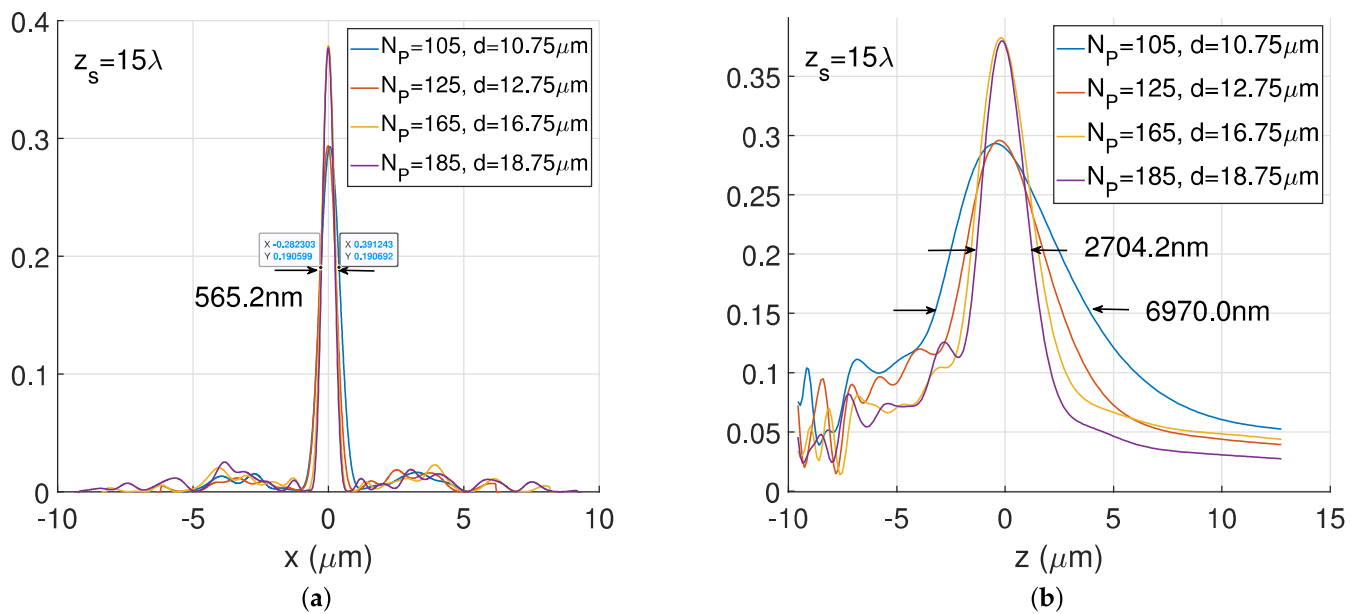 0.4
0.3
0.2
0.1
0
z_s=15λ
N_P=105, d=10.75μm
N_P=125, d=12.75μm
N_P=165, d=16.75μm
N_P=185, d=18.75μm
X -0.282303
Y 0.190599
X 0.391243
Y 0.190692
565.2nm
-10 -5 0 5 10
x (μm)
(a)
0.35
0.3
0.25
0.2
0.15
0.1
0.05
0
z_s=15λ
N_P=105, d=10.75μm
N_P=125, d=12.75μm
N_P=165, d=16.75μm
N_P=185, d=18.75μm
2704.2nm
6970.0nm
-10 -5 0 5 10 15
z (μm)
(b)